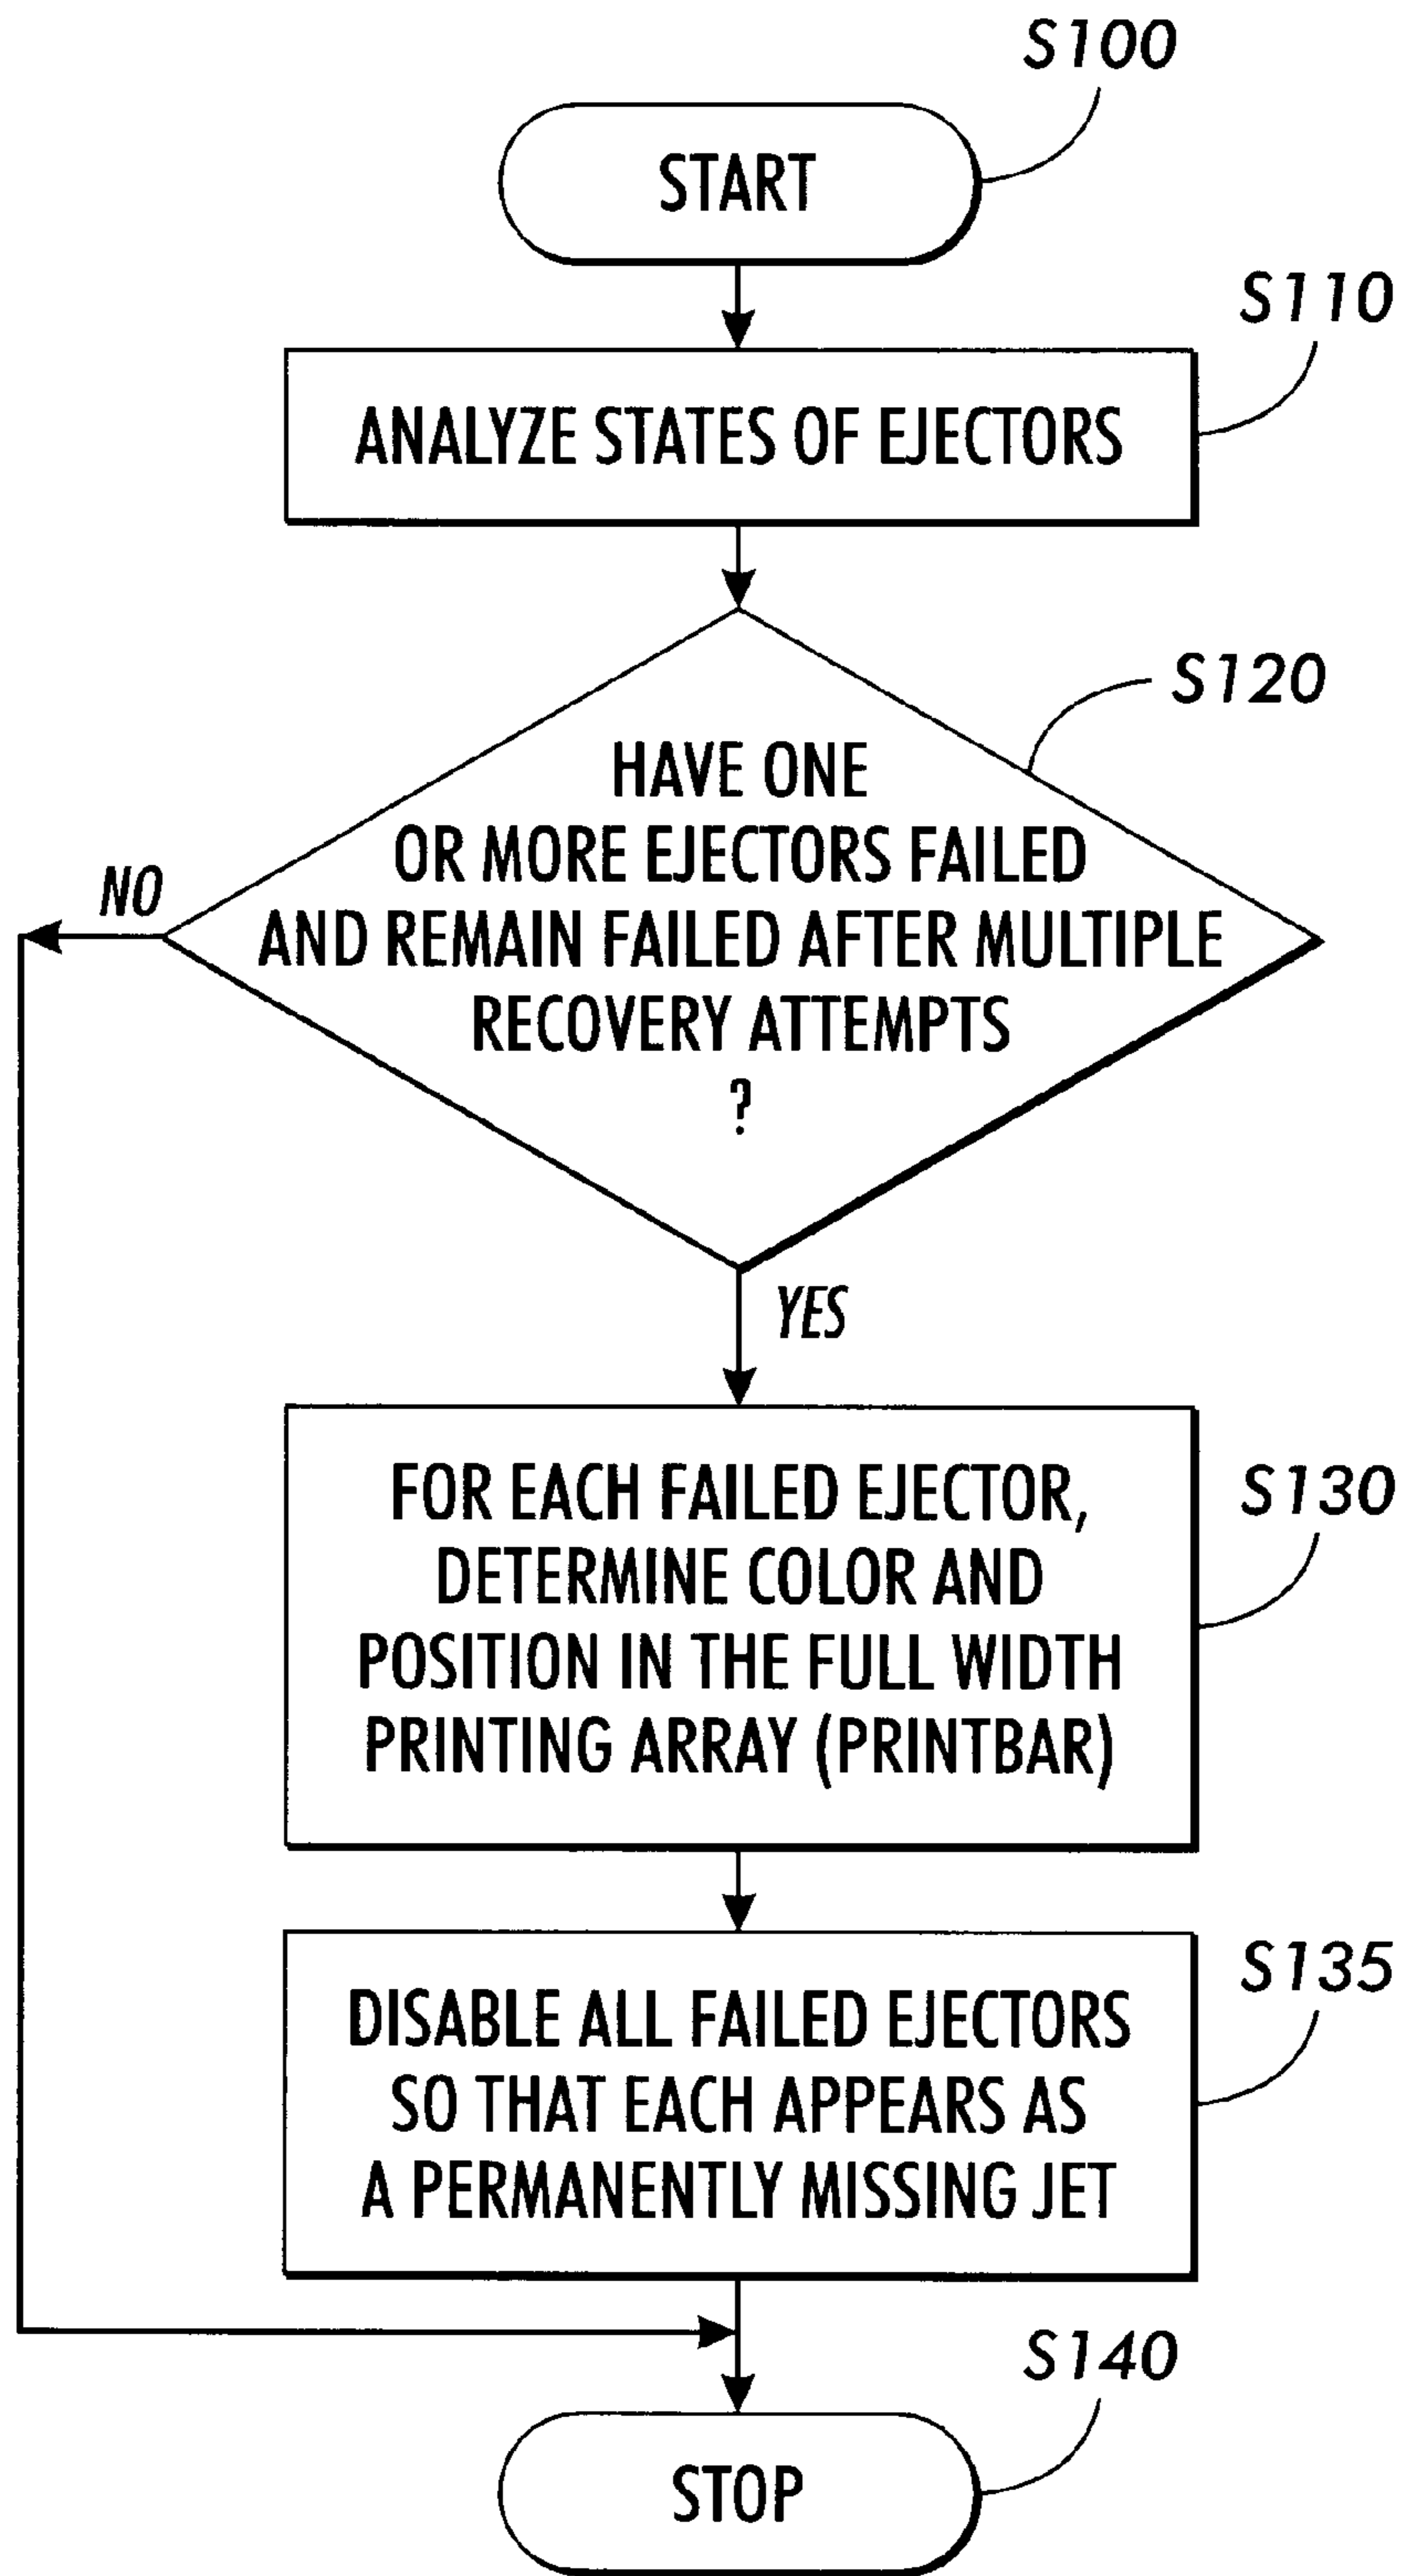 S100
START
S110
ANALYZE STATES OF EJECTORS
S120
HAVE ONE
OR MORE EJECTORS FAILED
AND REMAIN FAILED AFTER MULTIPLE
RECOVERY ATTEMPTS
?
NO
YES
S130
FOR EACH FAILED EJECTOR,
DETERMINE COLOR AND
POSITION IN THE FULL WIDTH
PRINTING ARRAY (PRINTBAR)
S135
DISABLE ALL FAILED EJECTORS
SO THAT EACH APPEARS AS
A PERMANENTLY MISSING JET
S140
STOP